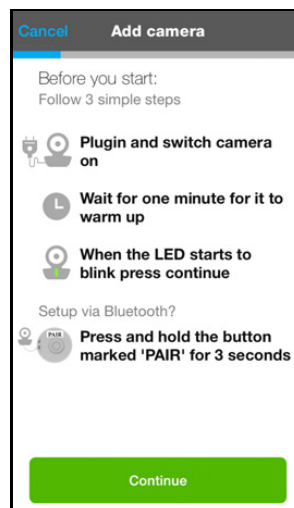 Cancel Add camera
Before you start:
Follow 3 simple steps
Plugin and switch camera
on
Wait for one minute for it to
warm up
When the LED starts to
blink press continue
Setup via Bluetooth?
PAIR
Press and hold the button
marked 'PAIR' for 3 seconds
Continue